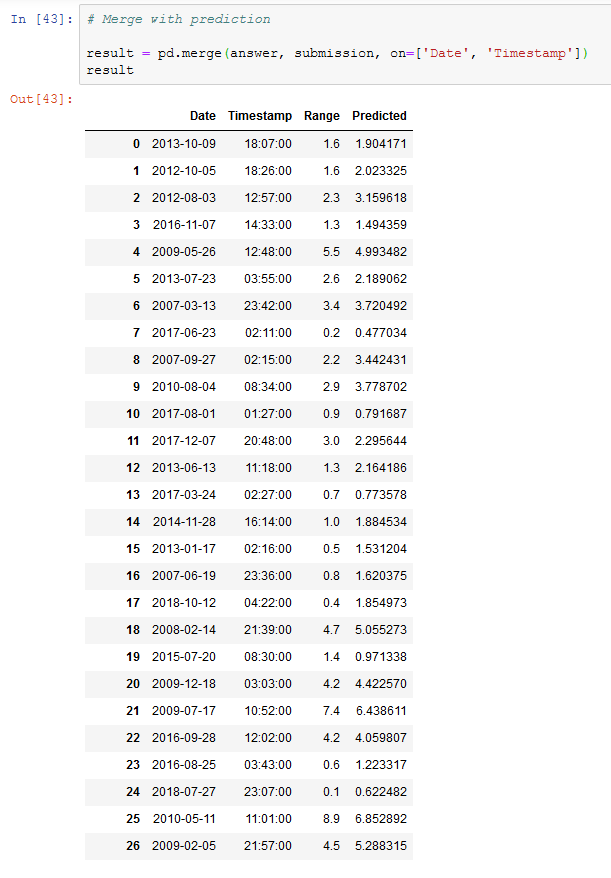 In [43]: # Merge with prediction
result = pd.merge(answer, submission, on=['Date', 'Timestamp'])
result
Out[43]:
Date Timestamp Range Predicted
0 2013-10-09 18:07:00 1.6 1.904171
1 2012-10-05 18:26:00 1.6 2.023325
2 2012-08-03 12:57:00 2.3 3.159618
3 2016-11-07 14:33:00 1.3 1.494359
4 2009-05-26 12:48:00 5.5 4.993482
5 2013-07-23 03:55:00 2.6 2.189062
6 2007-03-13 23:42:00 3.4 3.720492
7 2017-06-23 02:11:00 0.2 0.477034
8 2007-09-27 02:15:00 2.2 3.442431
9 2010-08-04 08:34:00 2.9 3.778702
10 2017-08-01 01:27:00 0.9 0.791687
11 2017-12-07 20:48:00 3.0 2.295644
12 2013-06-13 11:18:00 1.3 2.164186
13 2017-03-24 02:27:00 0.7 0.773578
14 2014-11-28 16:14:00 1.0 1.884534
15 2013-01-17 02:16:00 0.5 1.531204
16 2007-06-19 23:36:00 0.8 1.620375
17 2018-10-12 04:22:00 0.4 1.854973
18 2008-02-14 21:39:00 4.7 5.055273
19 2015-07-20 08:30:00 1.4 0.971338
20 2009-12-18 03:03:00 4.2 4.422570
21 2009-07-17 10:52:00 7.4 6.438611
22 2016-09-28 12:02:00 4.2 4.059807
23 2016-08-25 03:43:00 0.6 1.223317
24 2018-07-27 23:07:00 0.1 0.622482
25 2010-05-11 11:01:00 8.9 6.852892
26 2009-02-05 21:57:00 4.5 5.288315